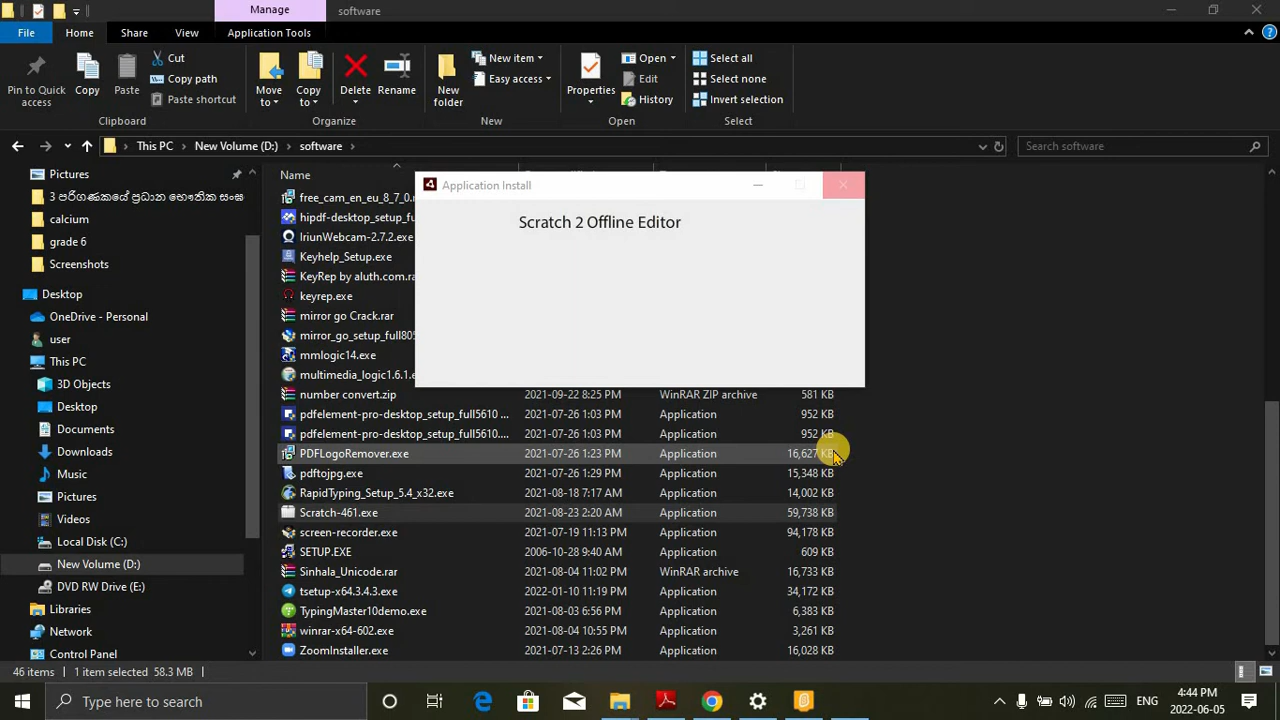 Manage
software
File
Home
Share
View
Application Tools
Pin to Quick access
Copy
Paste
Cut
Copy path
Paste shortcut
Clipboard
Move to
Copy to
Delete
Rename
Organize
New folder
New item
Easy access
New
Properties
Open
Edit
History
Open
Select all
Select none
Invert selection
Select
This PC
New Volume (D:)
software
Search software
Pictures
3 පරිගණකයේ ප්‍රධාන භෞතික සංඝ
calcium
grade 6
Screenshots
Desktop
OneDrive - Personal
user
This PC
3D Objects
Desktop
Documents
Downloads
Music
Pictures
Videos
Local Disk (C:)
New Volume (D:)
DVD RW Drive (E:)
Libraries
Network
Control Panel
Name
free_cam_en_eu_8_7_0.
hipdf-desktop_setup_fu
IriunWebcam-2.7.2.exe
Keyhelp_Setup.exe
KeyRep by aluth.com.ra
keyrep.exe
mirror go Crack.rar
mirror_go_setup_full80
mmlogic14.exe
multimedia_logic1.6.1.e
Application Install
Scratch 2 Offline Editor
number convert.zip 2021-09-22 8:25 PM WinRAR ZIP archive 581 KB
pdfelement-pro-desktop_setup_full5610 ... 2021-07-26 1:03 PM Application 952 KB
pdfelement-pro-desktop_setup_full5610.... 2021-07-26 1:03 PM Application 952 KB
PDFLogoRemover.exe 2021-07-26 1:23 PM Application 16,627 KB
pdftojpg.exe 2021-07-26 1:29 PM Application 15,348 KB
RapidTyping_Setup_5.4_x32.exe 2021-08-18 7:17 AM Application 14,002 KB
Scratch-461.exe 2021-08-23 2:20 AM Application 59,738 KB
screen-recorder.exe 2021-07-19 11:13 PM Application 94,178 KB
SETUP.EXE 2006-10-28 9:40 AM Application 609 KB
Sinhala_Unicode.rar 2021-08-04 11:02 PM WinRAR archive 16,733 KB
tsetup-x64.3.4.3.exe 2022-01-10 11:19 PM Application 34,172 KB
TypingMaster10demo.exe 2021-08-03 6:56 PM Application 6,383 KB
winrar-x64-602.exe 2021-08-04 10:55 PM Application 3,261 KB
ZoomInstaller.exe 2021-07-13 2:26 PM Application 16,028 KB
46 items 1 item selected 58.3 MB
Type here to search
ENG
4:44 PM
2022-06-05